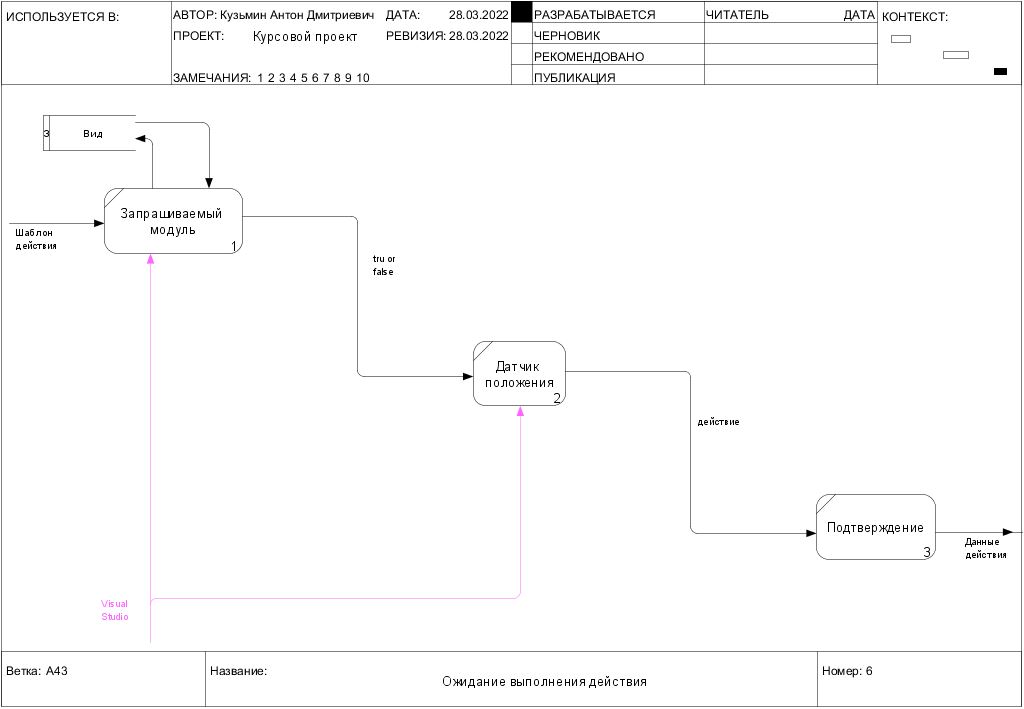 ИСПОЛЬЗУЕТСЯ В:
АВТОР: Кузьмин Антон Дмитриевич ДАТА: 28.03.2022
РАЗРАБАТЫВАЕТСЯ
ЧИТАТЕЛЬ ДАТА
КОНТЕКСТ:
ПРОЕКТ: Курсовой проект РЕВИЗИЯ: 28.03.2022
ЧЕРНОВИК
РЕКОМЕНДОВАНО
ЗАМЕЧАНИЯ: 1 2 3 4 5 6 7 8 9 10
ПУБЛИКАЦИЯ
3 Вид
Запрашиваемый
модуль
1
Шаблон
действия
tru or
false
Датчик
положения
2
действие
Подтверждение
3
Данные
действия
Visual
Studio
Ветка: A43
Название:
Ожидание выполнения действия
Номер: 6